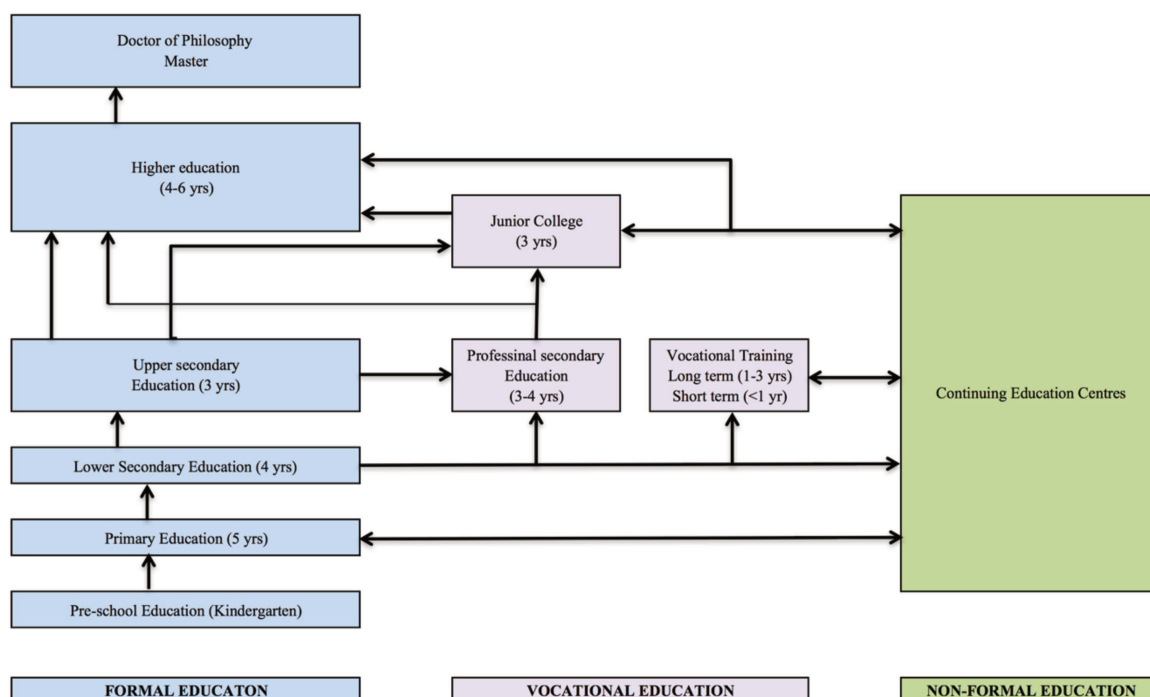 Doctor of Philosophy
Master
Higher education
(4-6 yrs)
Junior College
(3 yrs)
Upper secondary
Education (3 yrs)
Professinal secondary
Education
(3-4 yrs)
Vocational Training
Long term (1-3 yrs)
Short term (<1 yr)
Continuing Education Centres
Lower Secondary Education (4 yrs)
Primary Education (5 yrs)
Pre-school Education (Kindergarten)
FORMAL EDUCATON
VOCATIONAL EDUCATION
NON-FORMAL EDUCATION